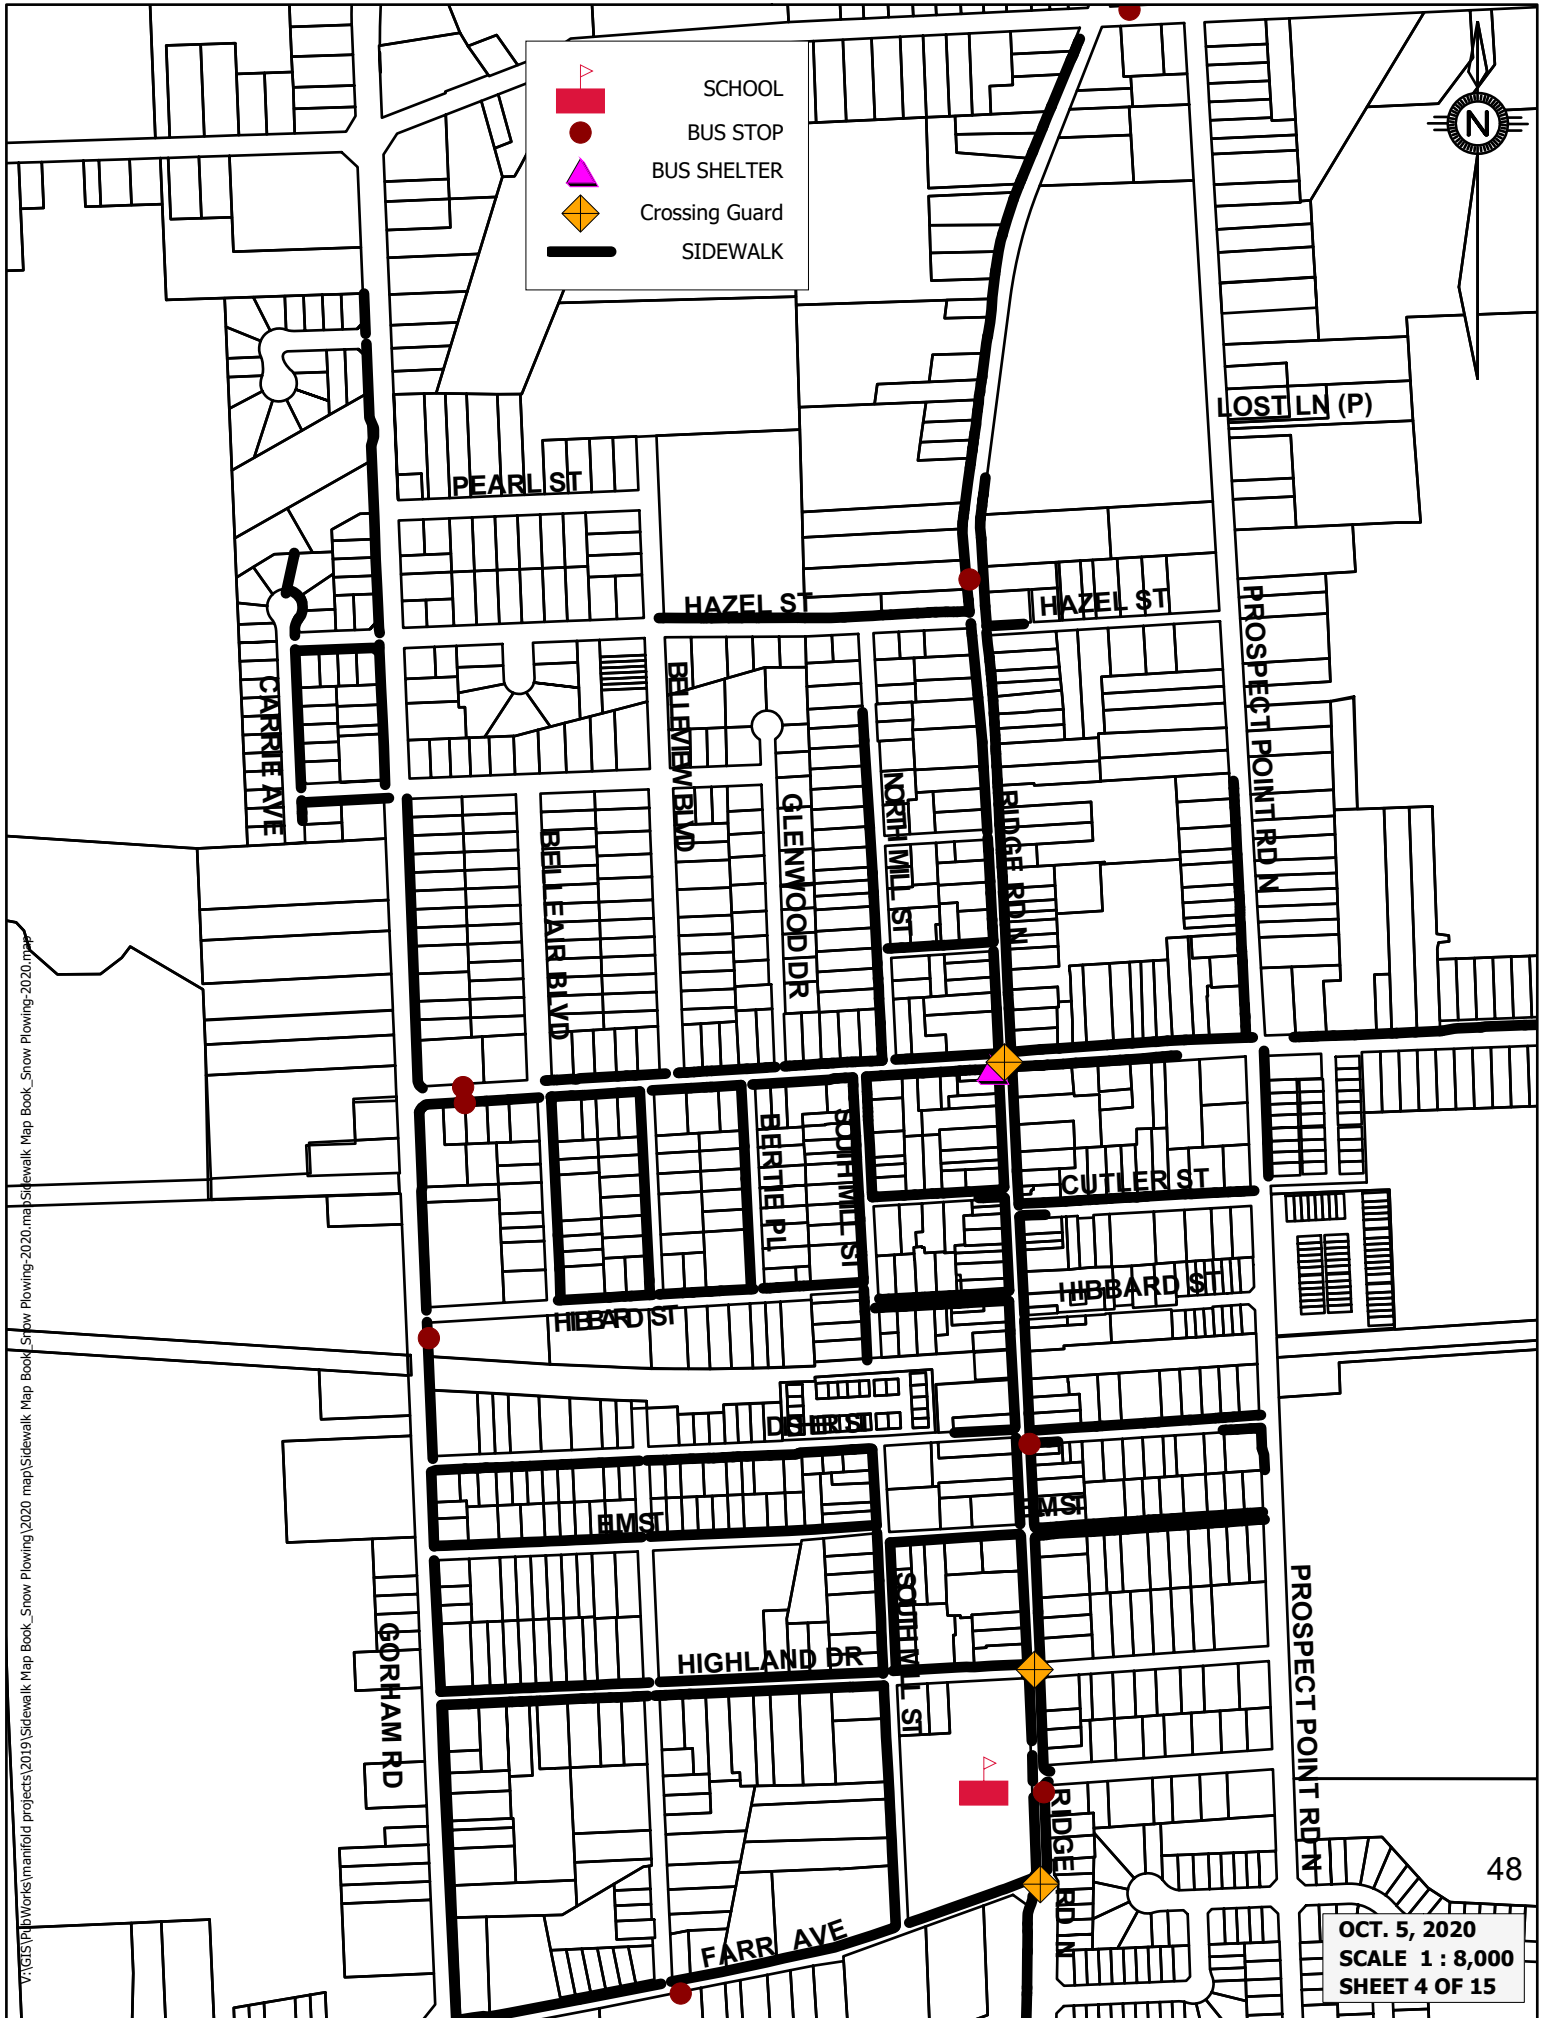 SCHOOL
BUS STOP
BUS SHELTER
Crossing Guard
SIDEWALK
N
LOST LN (P)
PEARL ST
HAZEL ST
HAZEL ST
PROSPECT POINT RD N
CARRIE AVE
BELLEVIEW BLVD
GLENWOOD DR
NORTH MILL ST
RIDGE RD N
BELLEAIR BLVD
BERTIE PL
SOUTH MILL ST
CUTLER ST
HIBBARD ST
HIBBARD ST
DISHER ST
ELM ST
ELM ST
GORHAM RD
HIGHLAND DR
SOUTH MILL ST
PROSPECT POINT RD N
RIDGE RD N
FARR AVE
48
OCT. 5, 2020
SCALE 1 : 8,000
SHEET 4 OF 15
V:\GIS\PubWorks\manifold projects\2019\Sidewalk Map Book_Snow Plowing\2020 map\Sidewalk Map Book_Snow Plowing-2020.map\Sidewalk Map Book_Snow Plowing-2020.map